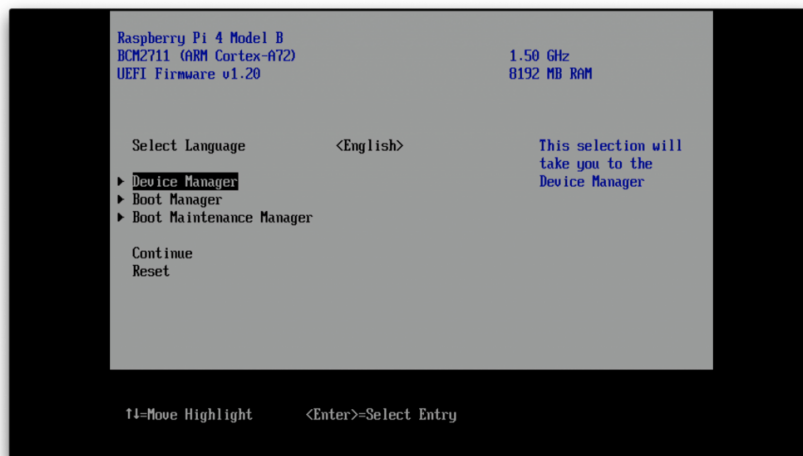 Raspberry Pi 4 Model B
BCM2711 (ARM Cortex-A72) 1.50 GHz
UEFI Firmware v1.20 8192 MB RAM
Select Language <English> This selection will
take you to the
▶ Device Manager Device Manager
▶ Boot Manager
▶ Boot Maintenance Manager
Continue
Reset
↑↓=Move Highlight <Enter>=Select Entry